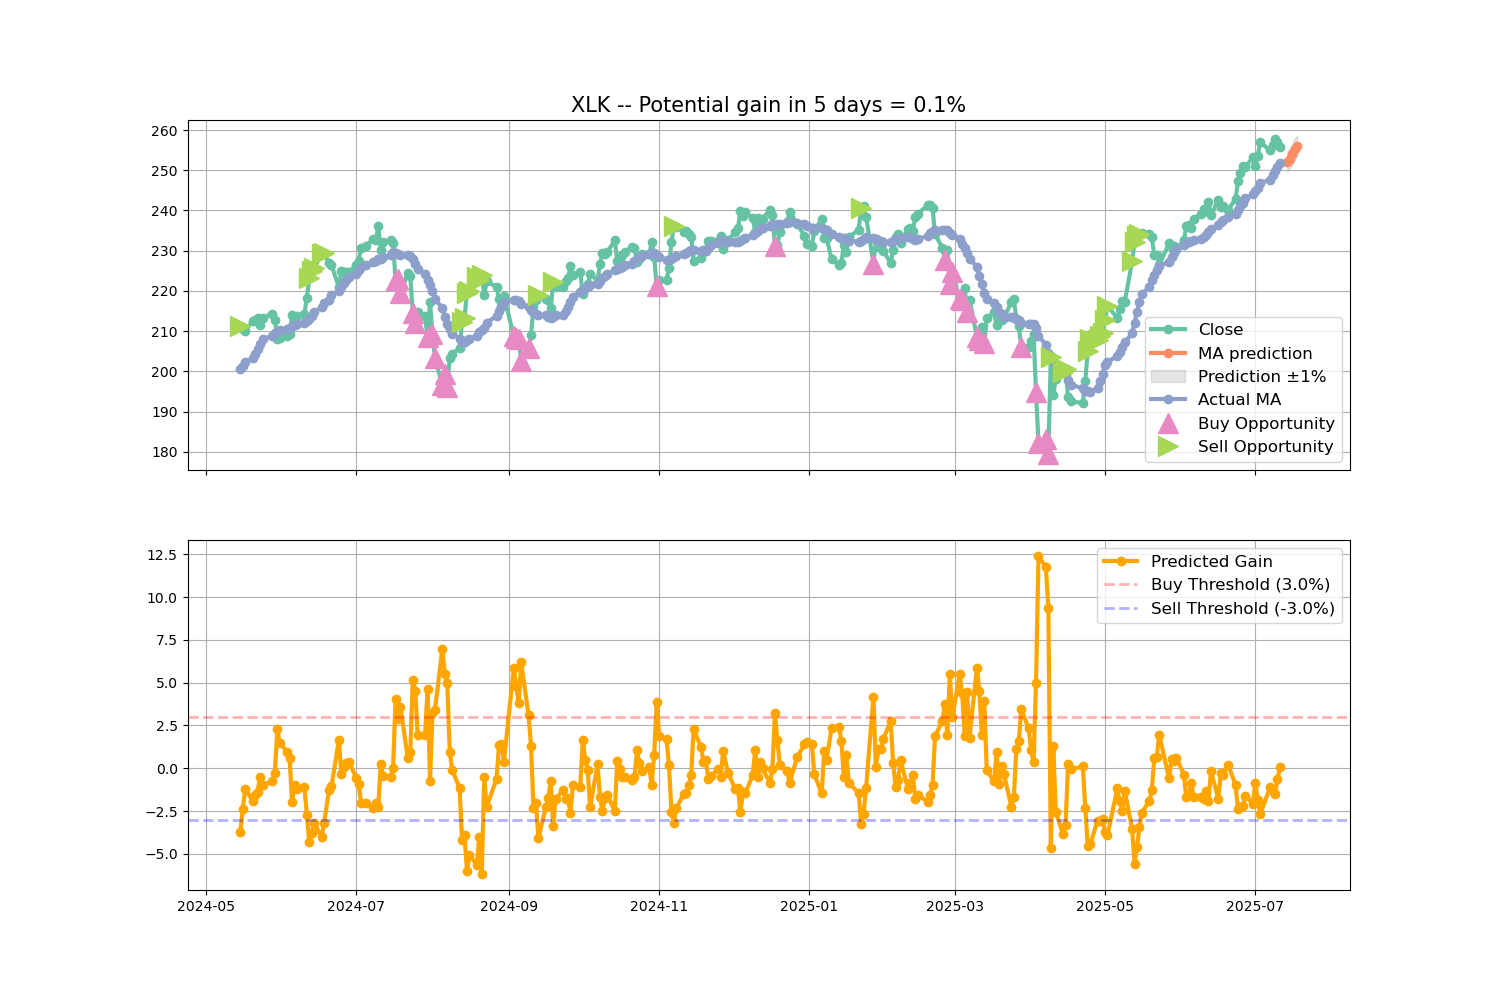 XLK -- Potential gain in 5 days = 0.1%
260
250
240
230
220
210
200
190
180
Close
MA prediction
Prediction ±1%
Actual MA
Buy Opportunity
Sell Opportunity
12.5
10.0
7.5
5.0
2.5
0.0
−2.5
−5.0
Predicted Gain
Buy Threshold (3.0%)
Sell Threshold (-3.0%)
2024-05
2024-07
2024-09
2024-11
2025-01
2025-03
2025-05
2025-07